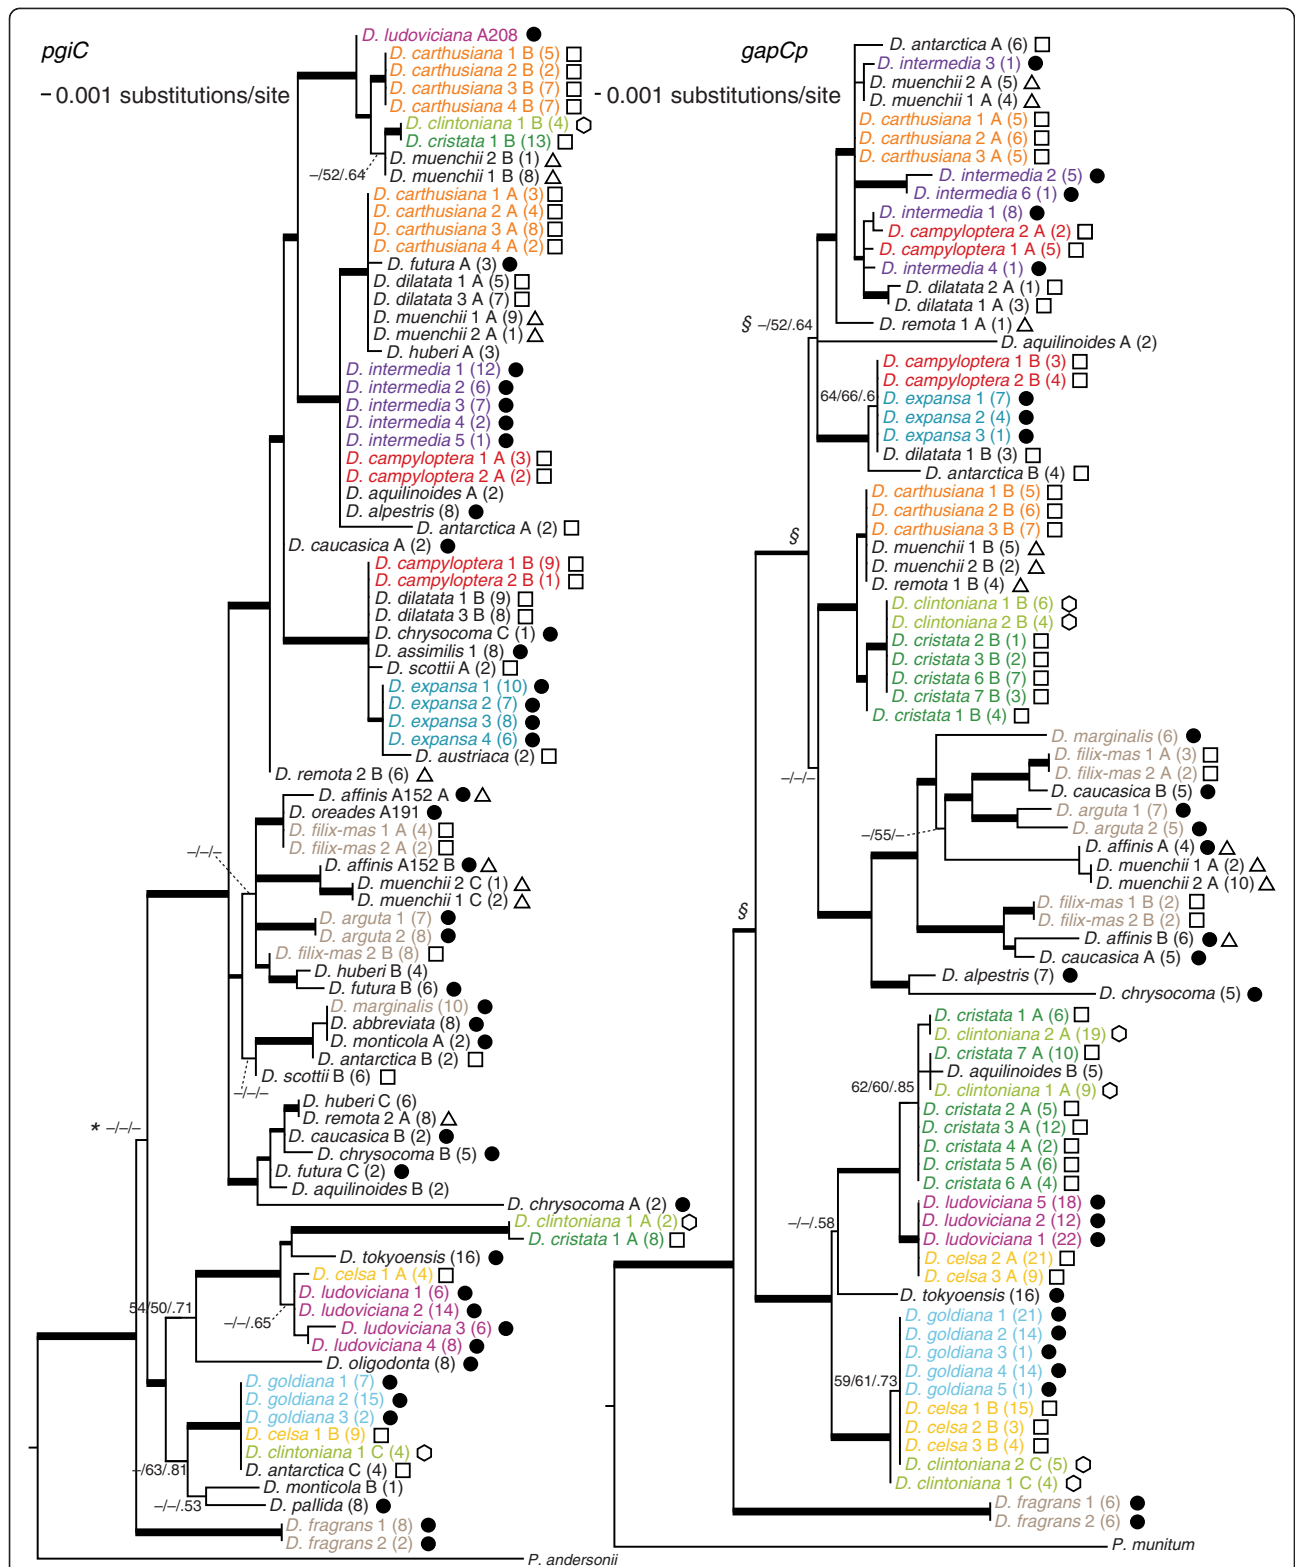 pgiC
0.001 substitutions/site
D. ludoviciana A208
D. carthusiana 1 B (5)
D. carthusiana 2 B (2)
D. carthusiana 3 B (7)
D. carthusiana 4 B (7)
D. clintoniana 1 B (4)
D. cristata 1 B (13)
D. muenchii 2 B (1)
D. muenchii 1 B (8)
–/52/.64
D. carthusiana 1 A (3)
D. carthusiana 2 A (4)
D. carthusiana 3 A (8)
D. carthusiana 4 A (2)
D. futura A (3)
D. dilatata 1 A (5)
D. dilatata 3 A (7)
D. muenchii 1 A (9)
D. muenchii 2 A (1)
D. huberi A (3)
D. intermedia 1 (12)
D. intermedia 2 (6)
D. intermedia 3 (7)
D. intermedia 4 (2)
D. intermedia 5 (1)
D. campyloptera 1 A (3)
D. campyloptera 2 A (2)
D. aquilinoides A (2)
D. alpestris (8)
D. antarctica A (2)
D. caucasica A (2)
D. campyloptera 1 B (9)
D. campyloptera 2 B (1)
D. dilatata 1 B (9)
D. dilatata 3 B (8)
D. chrysocoma C (1)
D. assimilis 1 (8)
D. scottii A (2)
D. expansa 1 (10)
D. expansa 2 (7)
D. expansa 3 (8)
D. expansa 4 (6)
D. austriaca (2)
D. remota 2 B (6)
D. affinis A152 A
D. oreades A191
D. filix-mas 1 A (4)
D. filix-mas 2 A (2)
–/–/–
D. affinis A152 B
D. muenchii 2 C (1)
D. muenchii 1 C (2)
D. arguta 1 (7)
D. arguta 2 (8)
D. filix-mas 2 B (8)
D. huberi B (4)
D. futura B (6)
D. marginalis (10)
D. abbreviata (8)
D. monticola A (2)
D. antarctica B (2)
D. scottii B (6)
–/–/–
D. huberi C (6)
D. remota 2 A (8)
* –/–/–
D. caucasica B (2)
D. chrysocoma B (5)
D. futura C (2)
D. aquilinoides B (2)
D. chrysocoma A (2)
D. clintoniana 1 A (2)
D. cristata 1 A (8)
D. tokyoensis (16)
D. celsa 1 A (4)
D. ludoviciana 1 (6)
54/50/.71
D. ludoviciana 2 (14)
–/–/.65
D. ludoviciana 3 (6)
D. ludoviciana 4 (8)
D. oligodonta (8)
D. goldiana 1 (7)
D. goldiana 2 (15)
D. goldiana 3 (2)
D. celsa 1 B (9)
D. clintoniana 1 C (4)
D. antarctica C (4)
–/63/.81
D. monticola B (1)
D. pallida (8)
–/–/.53
D. fragrans 1 (8)
D. fragrans 2 (2)
P. andersonii
gapCp
0.001 substitutions/site
D. antarctica A (6)
D. intermedia 3 (1)
D. muenchii 2 A (5)
D. muenchii 1 A (4)
D. carthusiana 1 A (5)
D. carthusiana 2 A (6)
D. carthusiana 3 A (5)
D. intermedia 2 (5)
D. intermedia 6 (1)
D. intermedia 1 (8)
D. campyloptera 2 A (2)
D. campyloptera 1 A (5)
D. intermedia 4 (1)
D. dilatata 2 A (1)
D. dilatata 1 A (3)
D. remota 1 A (1)
§ –/52/.64
D. aquilinoides A (2)
D. campyloptera 1 B (3)
D. campyloptera 2 B (4)
64/66/.6
D. expansa 1 (7)
D. expansa 2 (4)
D. expansa 3 (1)
D. dilatata 1 B (3)
D. antarctica B (4)
D. carthusiana 1 B (5)
D. carthusiana 2 B (6)
D. carthusiana 3 B (7)
§
D. muenchii 1 B (5)
D. muenchii 2 B (2)
D. remota 1 B (4)
D. clintoniana 1 B (6)
D. clintoniana 2 B (4)
D. cristata 2 B (1)
D. cristata 3 B (2)
D. cristata 6 B (7)
D. cristata 7 B (3)
D. cristata 1 B (4)
D. marginalis (6)
D. filix-mas 1 A (3)
D. filix-mas 2 A (2)
–/–/–
D. caucasica B (5)
D. arguta 1 (7)
D. arguta 2 (5)
–/55/–
D. affinis A (4)
D. muenchii 1 A (2)
D. muenchii 2 A (10)
D. filix-mas 1 B (2)
D. filix-mas 2 B (2)
§
D. affinis B (6)
D. caucasica A (5)
D. alpestris (7)
D. chrysocoma (5)
D. cristata 1 A (6)
D. clintoniana 2 A (19)
D. cristata 7 A (10)
D. aquilinoides B (5)
62/60/.85
D. clintoniana 1 A (9)
D. cristata 2 A (5)
D. cristata 3 A (12)
D. cristata 4 A (2)
D. cristata 5 A (6)
D. cristata 6 A (4)
D. ludoviciana 5 (18)
D. ludoviciana 2 (12)
–/–/.58
D. ludoviciana 1 (22)
D. celsa 2 A (21)
D. celsa 3 A (9)
D. tokyoensis (16)
D. goldiana 1 (21)
D. goldiana 2 (14)
D. goldiana 3 (1)
D. goldiana 4 (14)
59/61/.73
D. goldiana 5 (1)
D. celsa 1 B (15)
D. celsa 2 B (3)
D. celsa 3 B (4)
D. clintoniana 2 C (5)
D. clintoniana 1 C (4)
D. fragrans 1 (6)
D. fragrans 2 (6)
P. munitum